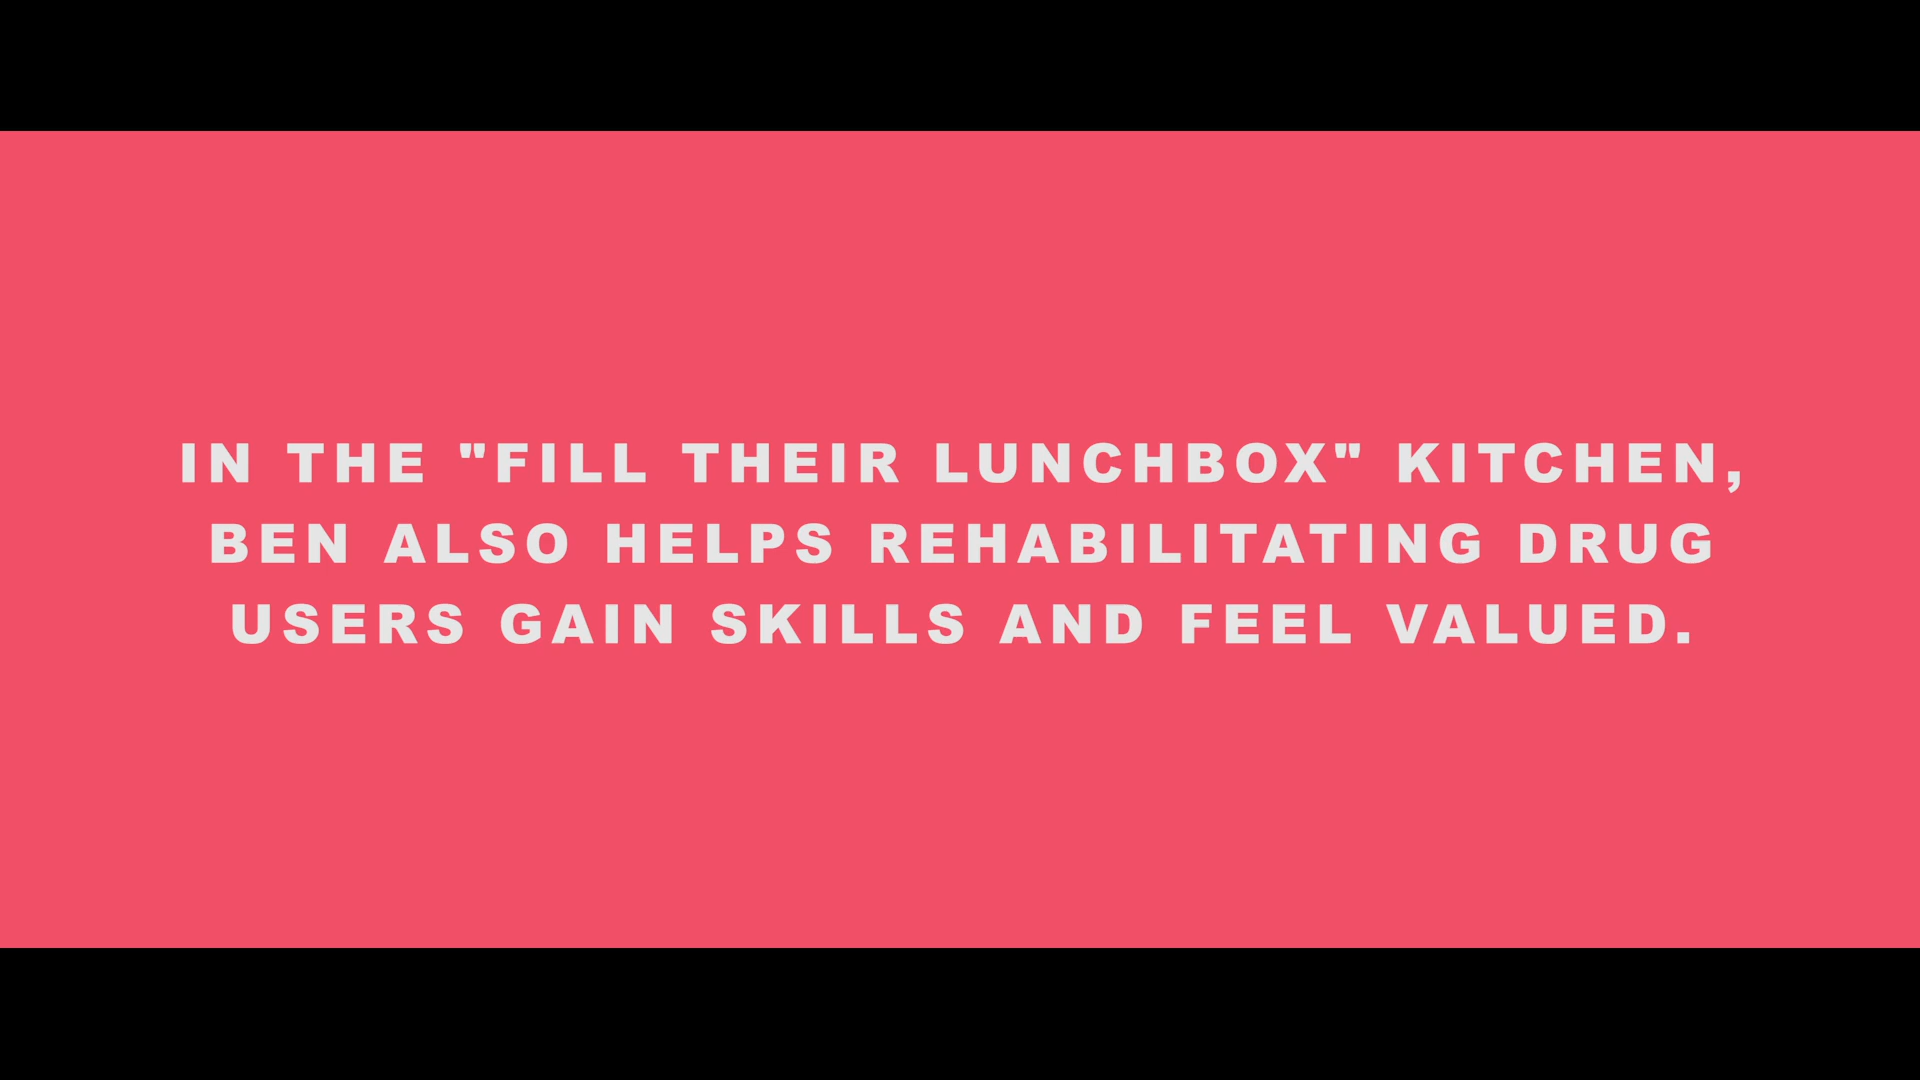 IN THE "FILL THEIR LUNCHBOX" KITCHEN,
BEN ALSO HELPS REHABILITATING DRUG
USERS GAIN SKILLS AND FEEL VALUED.